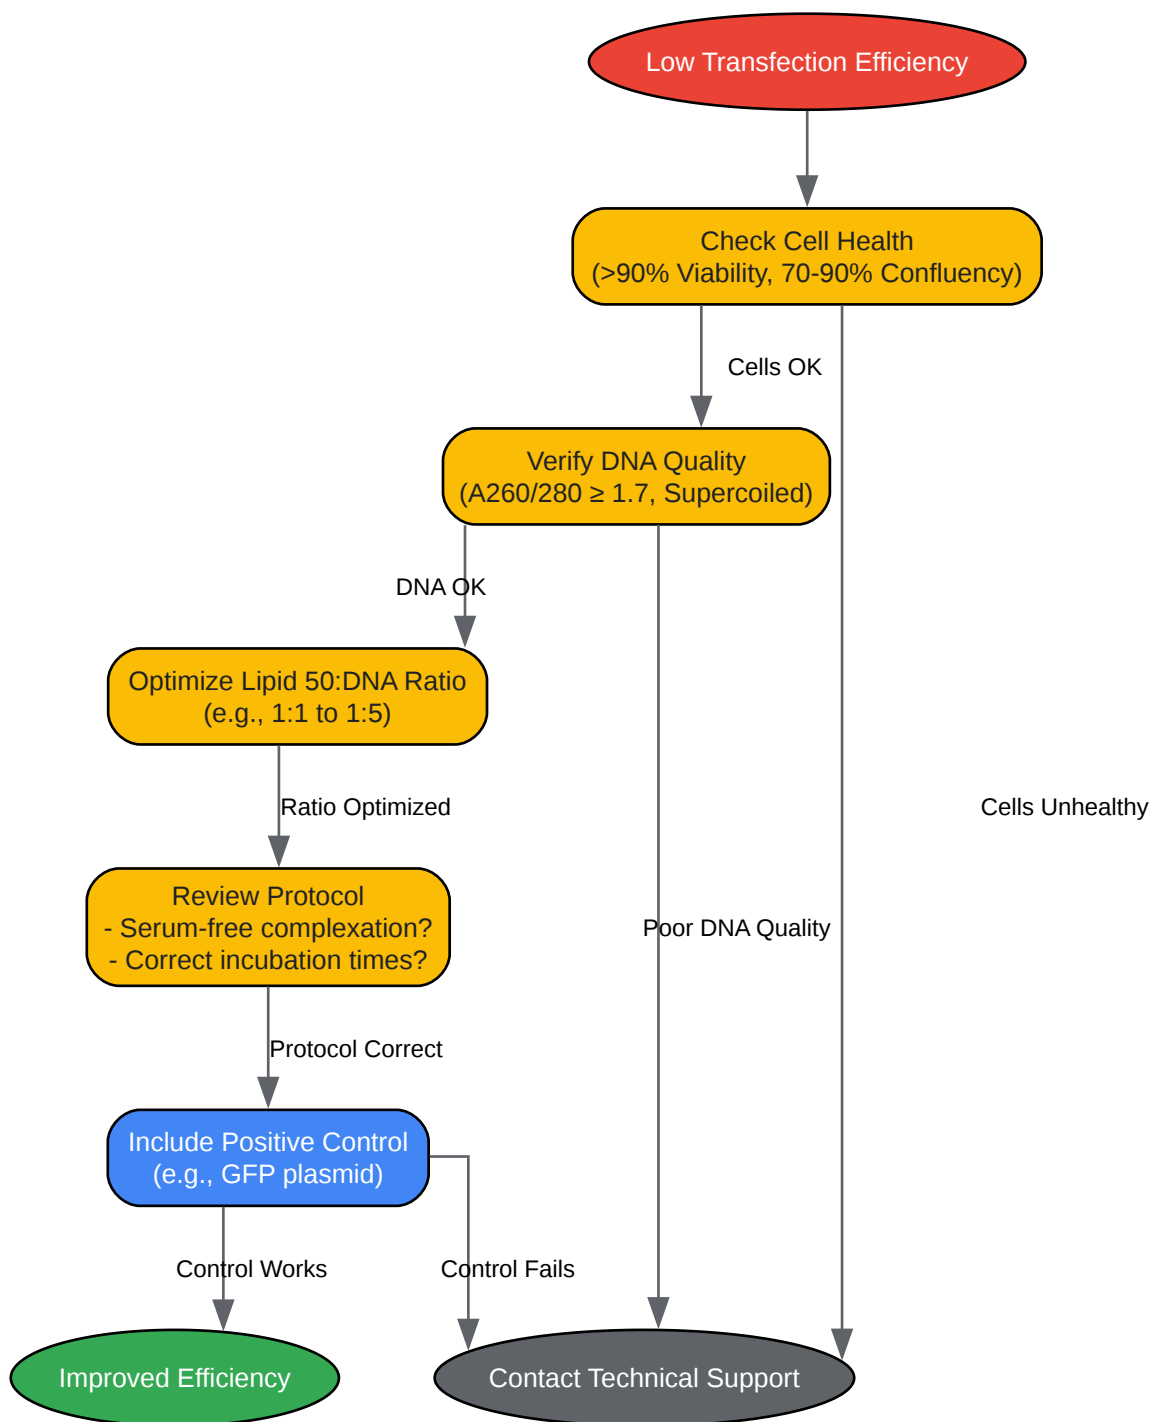 Low Transfection Efficiency
Check Cell Health
(>90% Viability, 70-90% Confluency)
Cells OK
Verify DNA Quality
(A260/280 ≥ 1.7, Supercoiled)
DNA OK
Optimize Lipid 50:DNA Ratio
(e.g., 1:1 to 1:5)
Ratio Optimized
Cells Unhealthy
Review Protocol
- Serum-free complexation?
- Correct incubation times?
Poor DNA Quality
Protocol Correct
Include Positive Control
(e.g., GFP plasmid)
Control Works
Control Fails
Improved Efficiency
Contact Technical Support